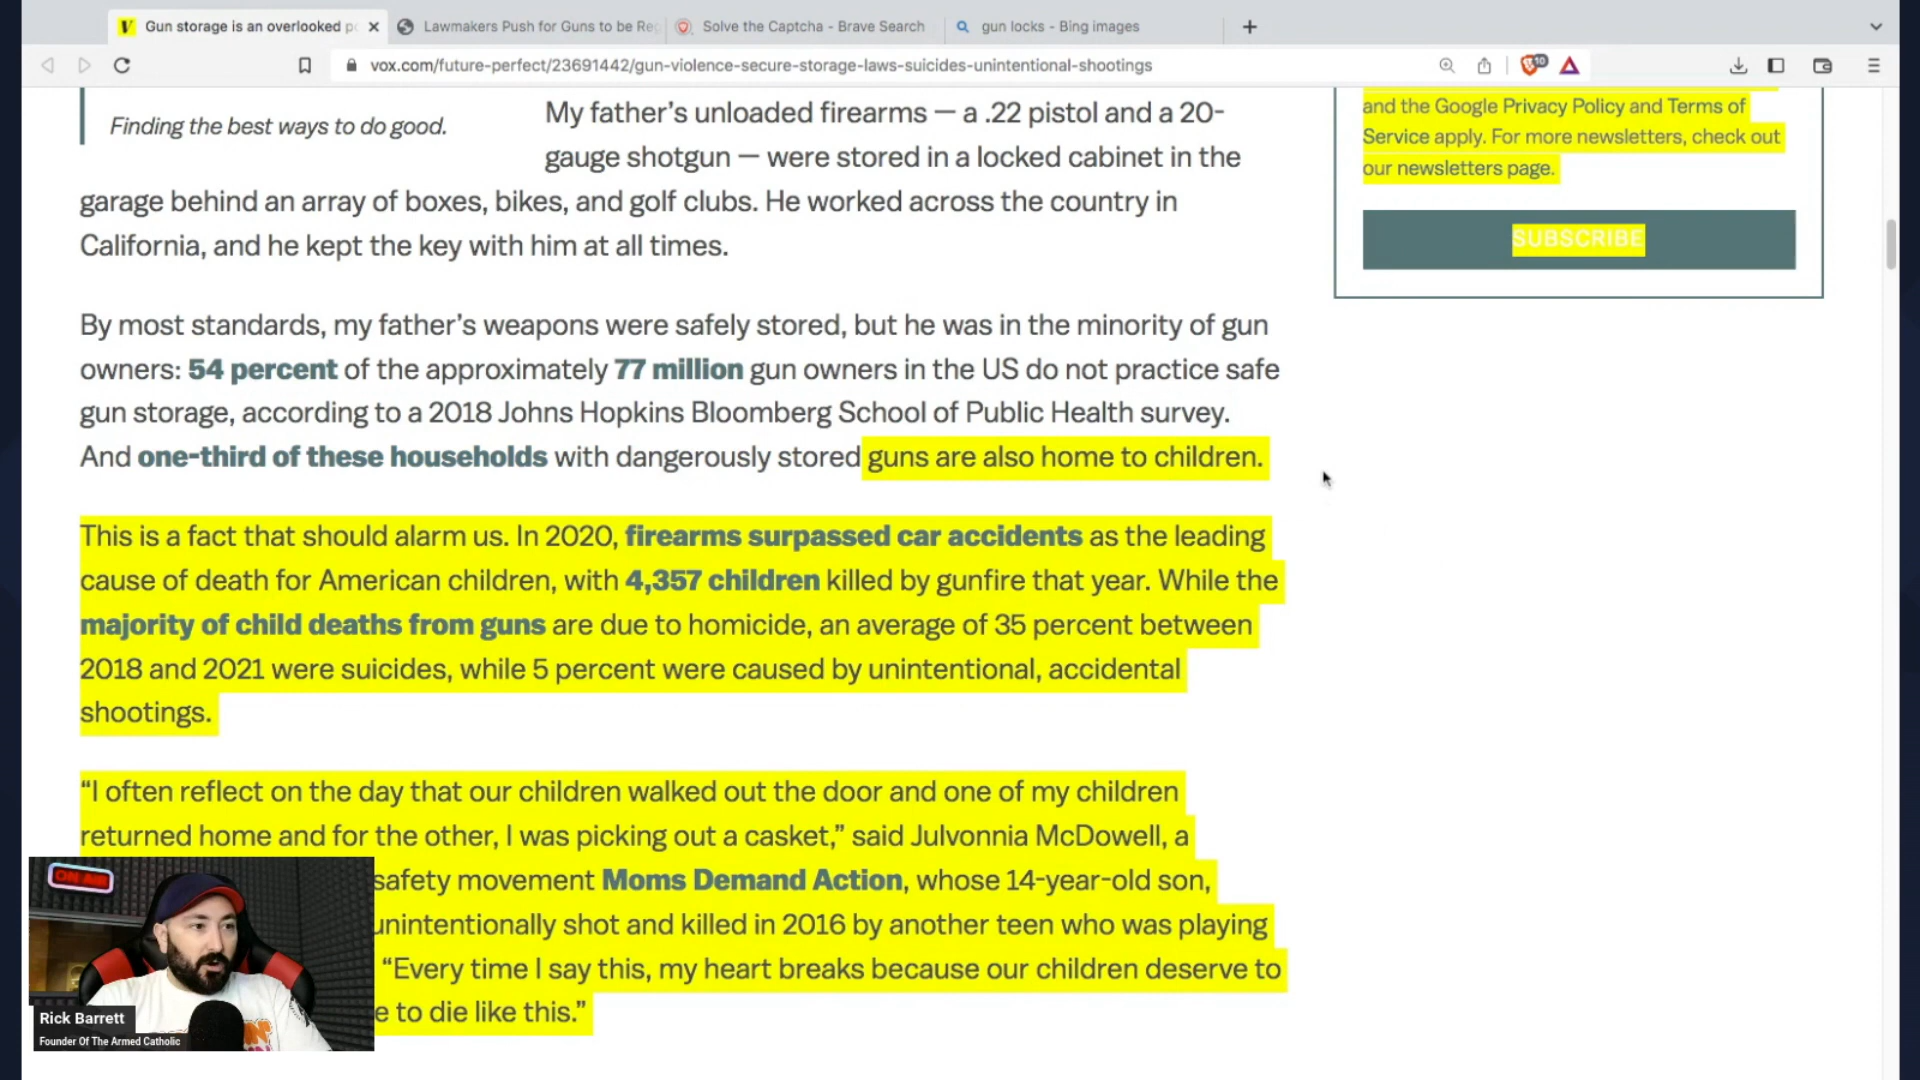 Gun storage is an overlooked p
Lawmakers Push for Guns to be Re
Solve the Captcha - Brave Search
gun locks - Bing images
vox.com/future-perfect/23691442/gun-violence-secure-storage-laws-suicides-unintentional-shootings
10
Finding the best ways to do good.
My father’s unloaded firearms — a .22 pistol and a 20-
gauge shotgun — were stored in a locked cabinet in the
garage behind an array of boxes, bikes, and golf clubs. He worked across the country in
California, and he kept the key with him at all times.
By most standards, my father’s weapons were safely stored, but he was in the minority of gun
owners: 54 percent of the approximately 77 million gun owners in the US do not practice safe
gun storage, according to a 2018 Johns Hopkins Bloomberg School of Public Health survey.
And one-third of these households with dangerously stored guns are also home to children.
This is a fact that should alarm us. In 2020, firearms surpassed car accidents as the leading
cause of death for American children, with 4,357 children killed by gunfire that year. While the
majority of child deaths from guns are due to homicide, an average of 35 percent between
2018 and 2021 were suicides, while 5 percent were caused by unintentional, accidental
shootings.
“I often reflect on the day that our children walked out the door and one of my children
returned home and for the other, I was picking out a casket,” said Julvonnia McDowell, a
safety movement Moms Demand Action, whose 14-year-old son,
unintentionally shot and killed in 2016 by another teen who was playing
“Every time I say this, my heart breaks because our children deserve to
e to die like this.”
and the Google Privacy Policy and Terms of
Service apply. For more newsletters, check out
our newsletters page.
SUBSCRIBE
ON AIR
Rick Barrett
Founder Of The Armed Catholic